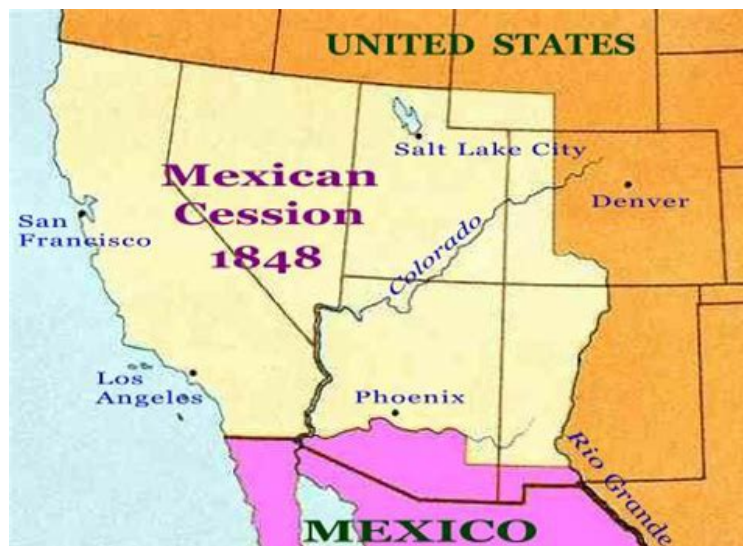 UNITED STATES
Salt Lake City
Mexican
Cession
1848
Denver
San
Francisco
Colorado
Los
Angeles
Phoenix
Rio Grande
MEXICO